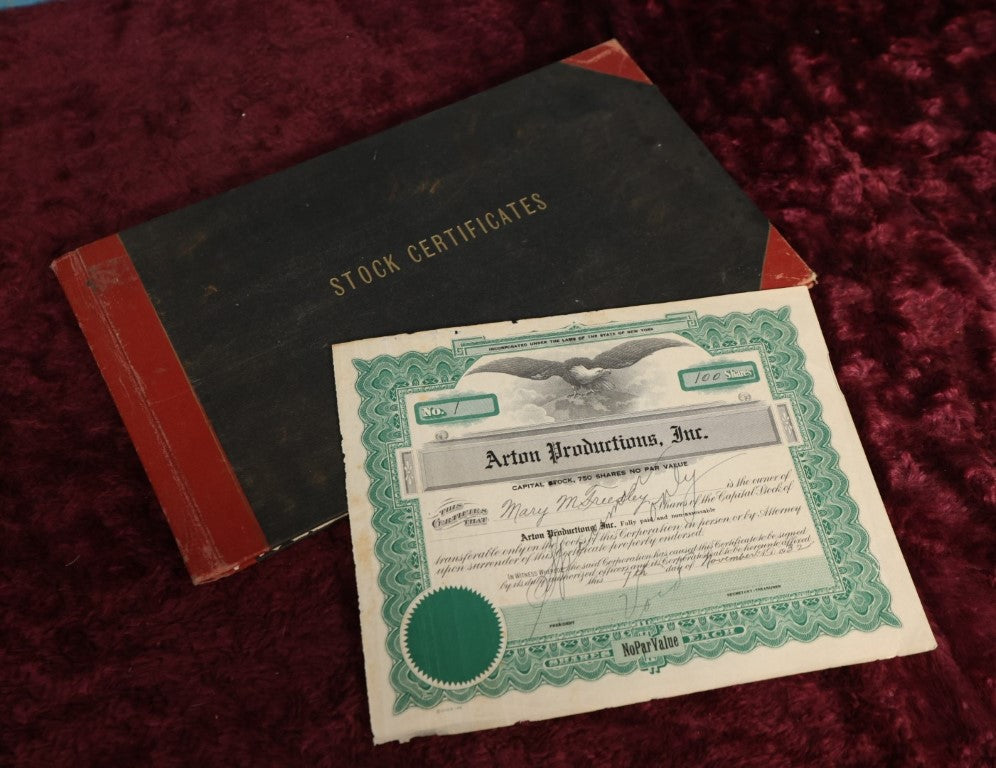 STOCK CERTIFICATES
INCORPORATED UNDER THE LAWS OF THE STATE OF NEW YORK
NO. 1
100 Shares
Arton Productions, Inc.
CAPITAL STOCK, 750 SHARES NO PAR VALUE
THIS CERTIFIES THAT Mary McGreesley is the owner of
Shares of the Capital Stock of
Arton Productions, Inc. Fully paid and non-assessable
transferable only on the books of this Corporation in person or by Attorney
upon surrender of this Certificate properly endorsed.
IN WITNESS WHEREOF, the said Corporation has caused this Certificate to be signed
by its duly authorized officers and its Corporate Seal to be hereunto affixed
this 9th day of November A.D. 1932
PRESIDENT
SECRETARY-TREASURER
SHARES NoParValue EACH